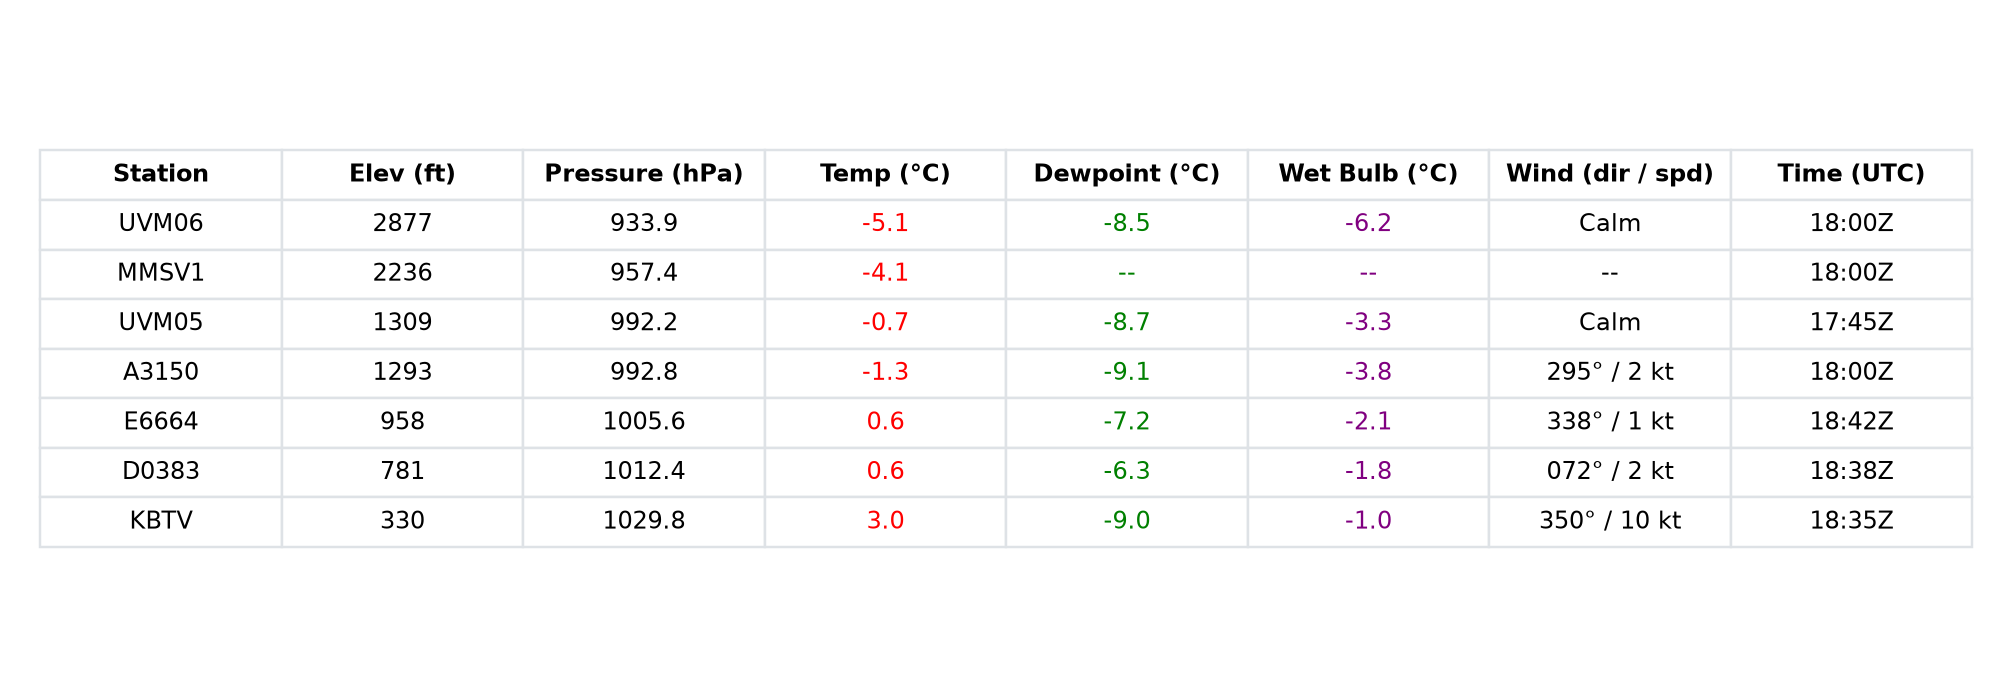 Station Elev (ft) Pressure (hPa) Temp (°C) Dewpoint (°C) Wet Bulb (°C) Wind (dir / spd) Time (UTC)
UVM06 2877 933.9 -5.1 -8.5 -6.2 Calm 18:00Z
MMSV1 2236 957.4 -4.1 -- -- -- 18:00Z
UVM05 1309 992.2 -0.7 -8.7 -3.3 Calm 17:45Z
A3150 1293 992.8 -1.3 -9.1 -3.8 295° / 2 kt 18:00Z
E6664 958 1005.6 0.6 -7.2 -2.1 338° / 1 kt 18:42Z
D0383 781 1012.4 0.6 -6.3 -1.8 072° / 2 kt 18:38Z
KBTV 330 1029.8 3.0 -9.0 -1.0 350° / 10 kt 18:35Z